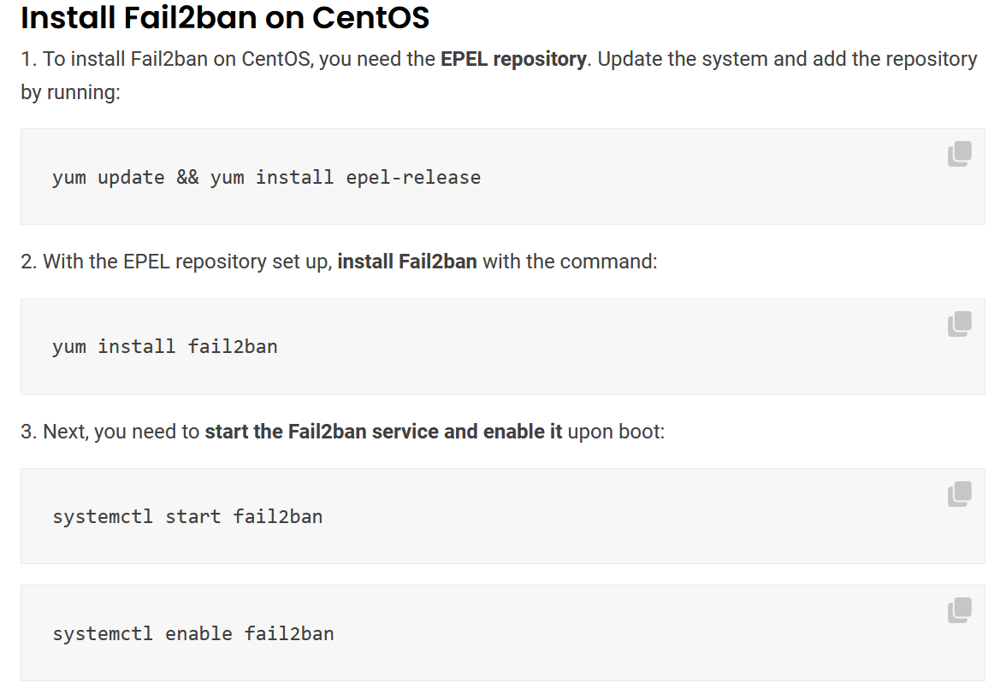 Install Fail2ban on CentOS
1. To install Fail2ban on CentOS, you need the EPEL repository. Update the system and add the repository
by running:
yum update && yum install epel-release
2. With the EPEL repository set up, install Fail2ban with the command:
yum install fail2ban
3. Next, you need to start the Fail2ban service and enable it upon boot:
systemctl start fail2ban
systemctl enable fail2ban